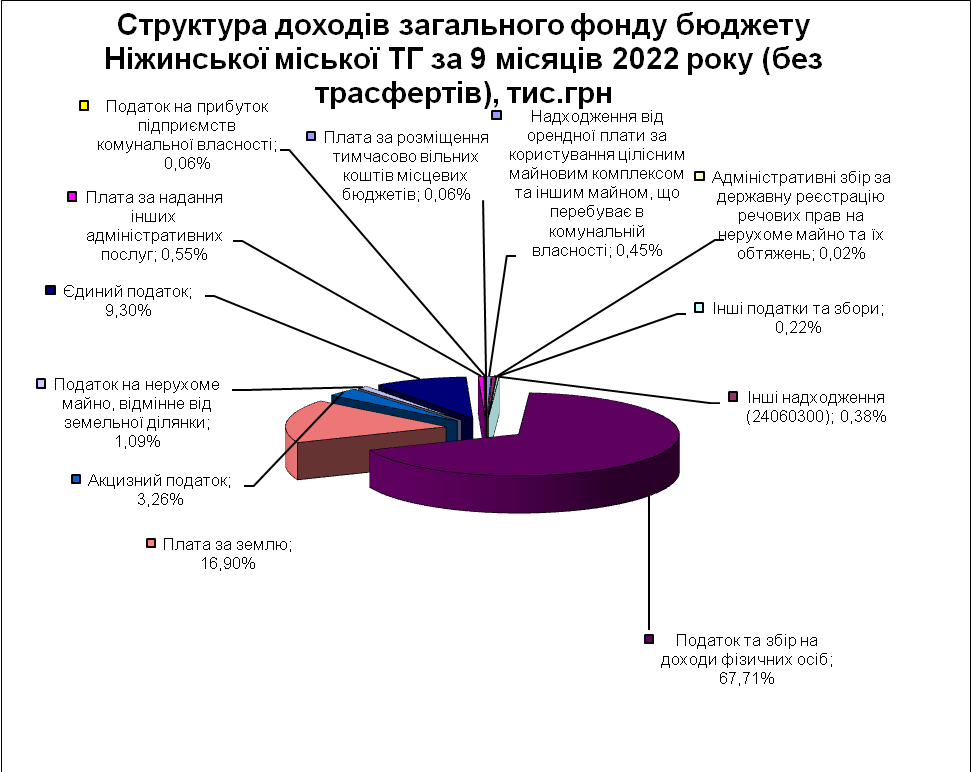 Структура доходів загального фонду бюджету
Ніжинської міської ТГ за 9 місяців 2022 року (без
трасфертів), тис.грн
Податок на прибуток
підприємств
комунальної власності;
0,06%
Плата за розміщення
тимчасово вільних
коштів місцевих
бюджетів; 0,06%
Надходження від
орендної плати за
користування цілісним
майновим комплексом
та іншим майном, що
перебуває в
комунальній
власності; 0,45%
Адміністративні збір за
державну реєстрацію
речових прав на
нерухоме майно та їх
обтяжень; 0,02%
Плата за надання
інших
адміністративних
послуг; 0,55%
Єдиний податок;
9,30%
Інші податки та збори;
0,22%
Податок на нерухоме
майно, відмінне від
земельної ділянки;
1,09%
Інші надходження
(24060300); 0,38%
Акцизний податок;
3,26%
Плата за землю;
16,90%
Податок та збір на
доходи фізичних осіб;
67,71%